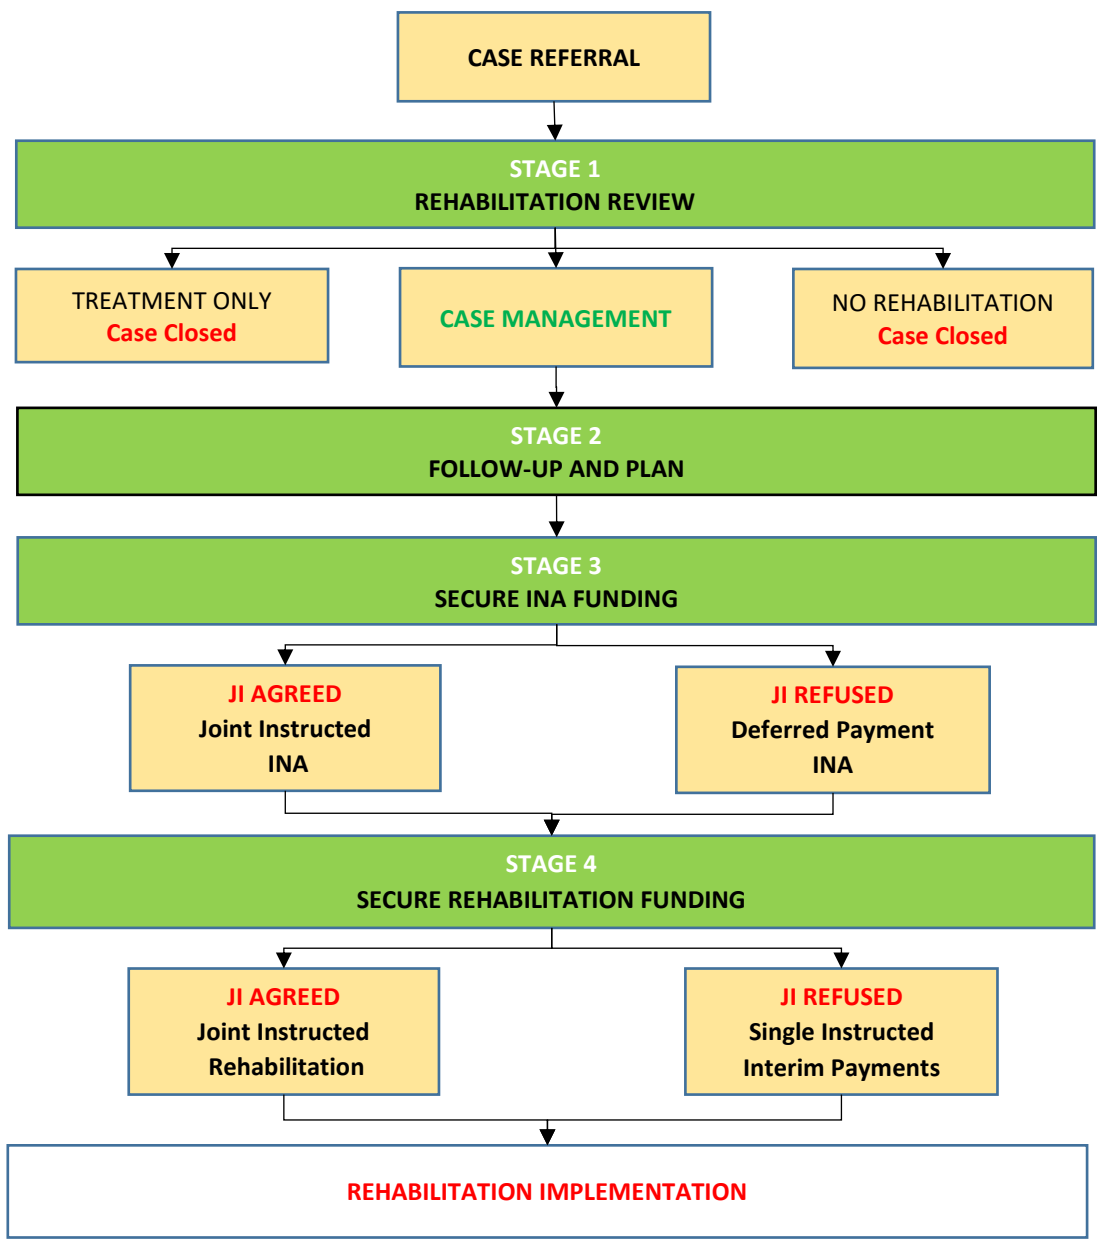 CASE REFERRAL
STAGE 1
REHABILITATION REVIEW
TREATMENT ONLY
Case Closed
CASE MANAGEMENT
NO REHABILITATION
Case Closed
STAGE 2
FOLLOW-UP AND PLAN
STAGE 3
SECURE INA FUNDING
JI AGREED
Joint Instructed
INA
JI REFUSED
Deferred Payment
INA
STAGE 4
SECURE REHABILITATION FUNDING
JI AGREED
Joint Instructed
Rehabilitation
JI REFUSED
Single Instructed
Interim Payments
REHABILITATION IMPLEMENTATION